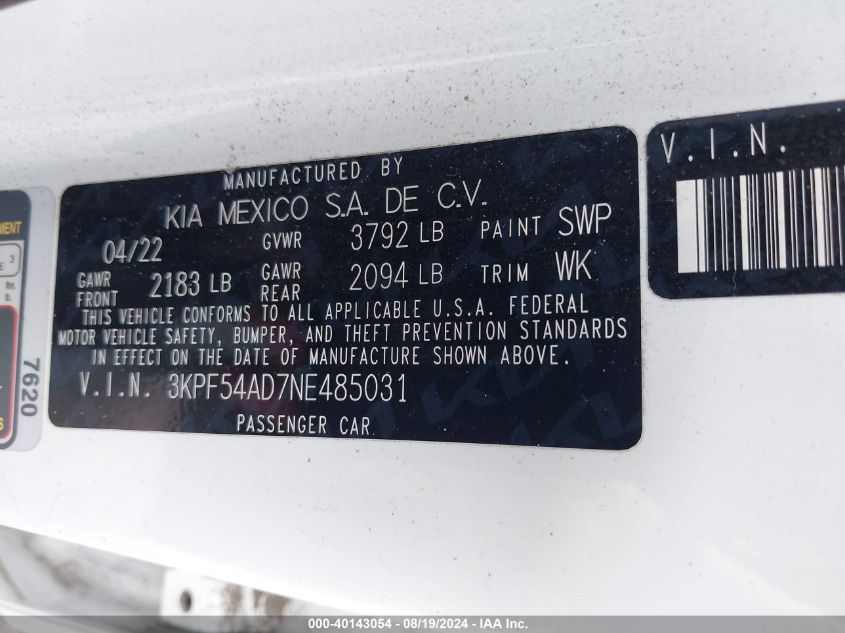 MANUFACTURED BY
KIA MEXICO S.A. DE C.V.
04/22 GVWR 3792 LB PAINT SWP
GAWR FRONT 2183 LB GAWR REAR 2094 LB TRIM WK
THIS VEHICLE CONFORMS TO ALL APPLICABLE U.S.A. FEDERAL
MOTOR VEHICLE SAFETY, BUMPER, AND THEFT PREVENTION STANDARDS
IN EFFECT ON THE DATE OF MANUFACTURE SHOWN ABOVE.
V.I.N. 3KPF54AD7NE485031
PASSENGER CAR
V.I.N.
3
lbs.
7620
000-40143054 - 08/19/2024 - IAA Inc.